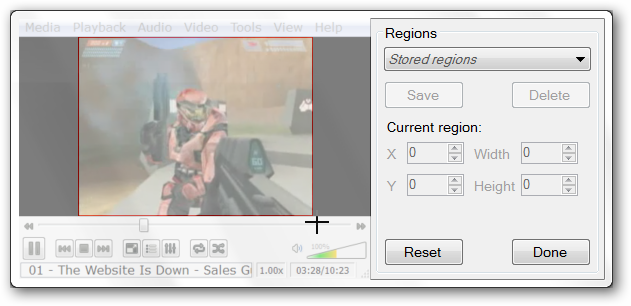 Media Playback Audio Video Tools View Help
100%
01 - The Website Is Down - Sales G
1.00x
03:28/10:23
Regions
Stored regions
Save
Delete
Current region:
X 0 Width 0
Y 0 Height 0
Reset
Done